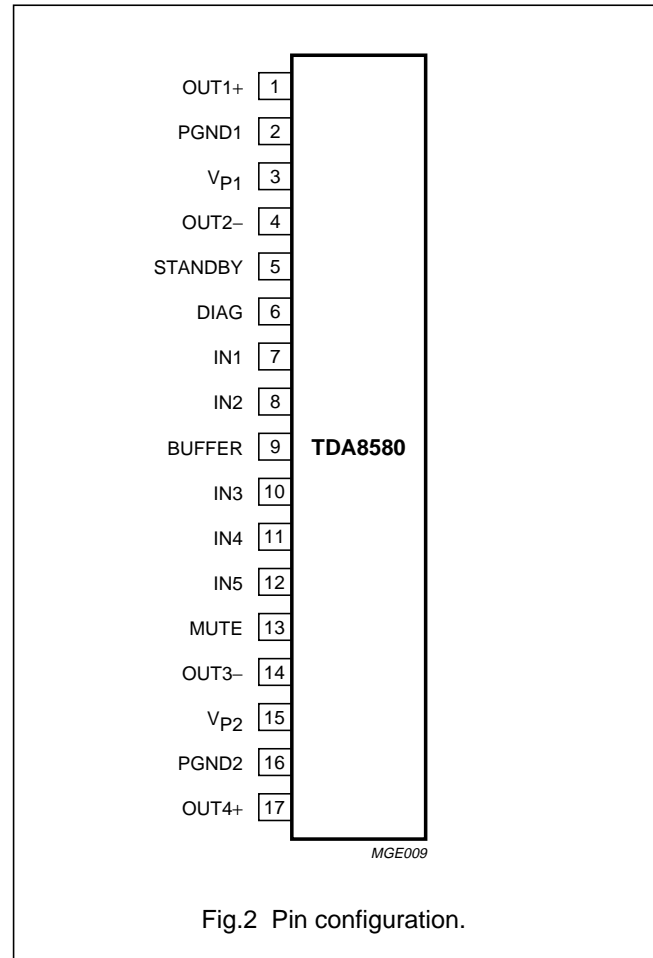 OUT1+ 1
PGND1 2
VP1 3
OUT2− 4
STANDBY 5
DIAG 6
IN1 7
IN2 8
BUFFER 9 TDA8580
IN3 10
IN4 11
IN5 12
MUTE 13
OUT3− 14
VP2 15
PGND2 16
OUT4+ 17
MGE009
Fig.2 Pin configuration.